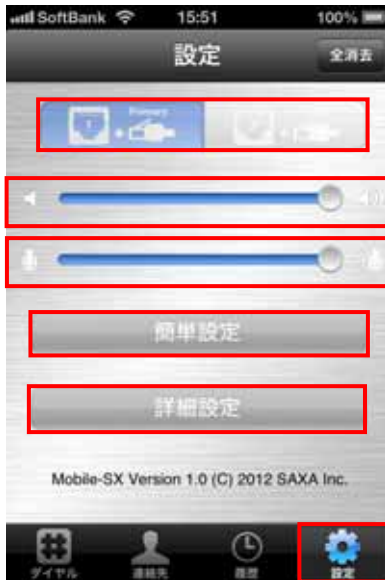 SoftBank 15:51 100%
設定 全消去
1 Primary
簡単設定
詳細設定
Mobile-SX Version 1.0 (C) 2012 SAXA Inc.
ダイヤル 連絡先 履歴 設定